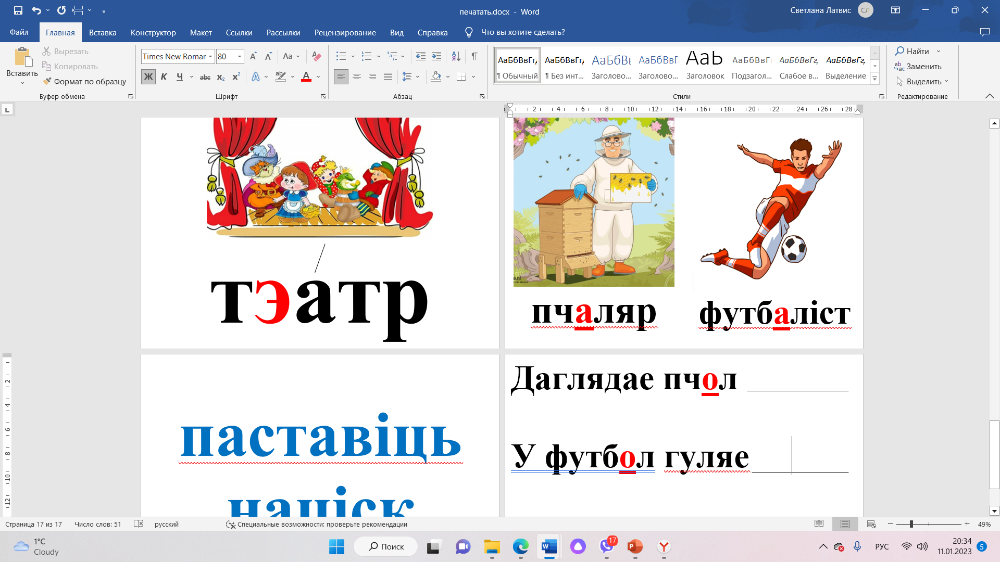 печатать.docx - Word
Светлана Латвис
СЛ
Файл
Главная
Вставка
Конструктор
Макет
Ссылки
Рассылки
Рецензирование
Вид
Справка
Что вы хотите сделать?
Вставить
Вырезать
Копировать
Формат по образцу
Буфер обмена
Times New Roman
80
Aa
Ж К Ч abc x₂ x²
Шрифт
Абзац
АаБбВвГг, АаБбВвГг, АаБбВв АаБбВвГ АаЬ АаБбВвГг АаБбВвГг, АаБбВвГг,
¶ Обычный
¶ Без инт...
Заголово...
Заголово...
Заголовок
Подзагол...
Слабое в...
Выделение
Стили
Найти
Заменить
Выделить
Редактирование
2 4 6 8 10 12 14 16 18 20 22 24 26 28
тэатр
пчаляр
футбаліст
паставіць
націск
Даглядае пчол
У футбол гуляе
2
4
6
8
10
12
Страница 17 из 17
Число слов: 51
русский
Специальные возможности: проверьте рекомендации
49%
1°C
Cloudy
Поиск
17
РУС
20:34
11.01.2023
5